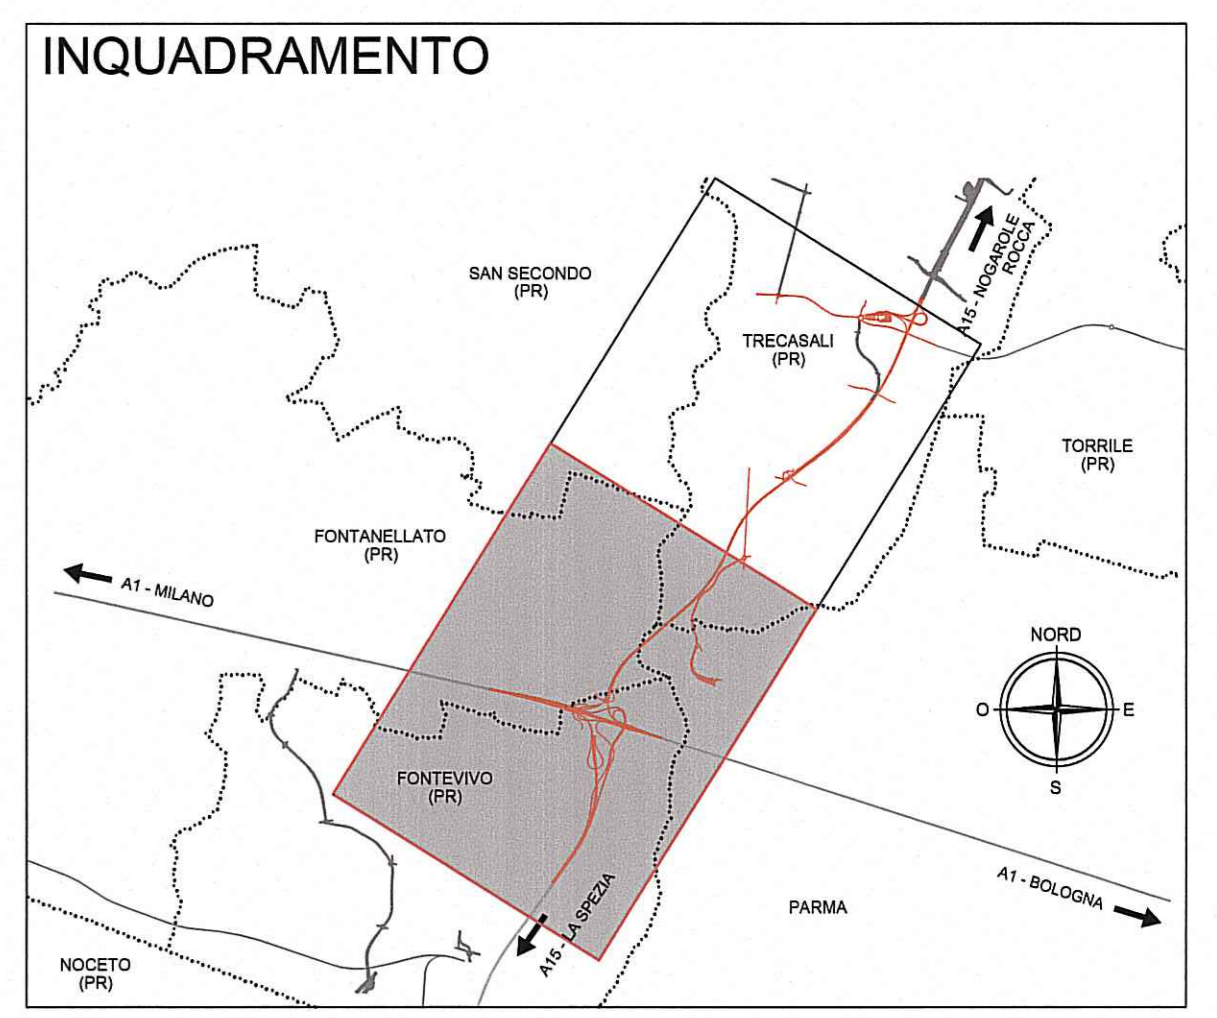 INQUADRAMENTO
A15 - NOGAROLE
ROCCA
SAN SECONDO
(PR)
TRECASALI
(PR)
TORRILE
(PR)
FONTANELLATO
(PR)
A1 - MILANO
NORD
O
E
S
FONTEVIVO
(PR)
A1 - BOLOGNA
A15 - LA SPEZIA
PARMA
NOCETO
(PR)